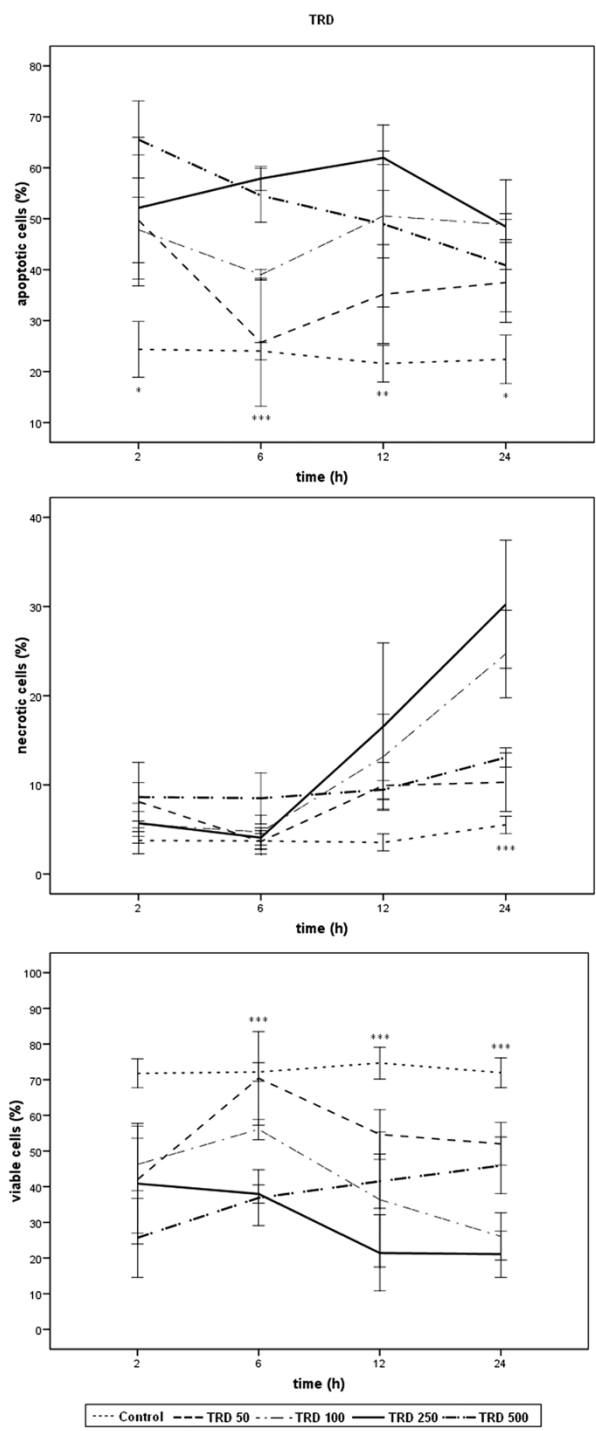 TRD
apoptotic cells (%)
80
70
60
50
40
30
20
10
*
***
**
*
2 6 12 24
time (h)
necrotic cells (%)
40
30
20
10
0
***
2 6 12 24
time (h)
viable cells (%)
100
90
80
70
60
50
40
30
20
10
0
*** *** ***
2 6 12 24
time (h)
Control TRD 50 TRD 100 TRD 250 TRD 500